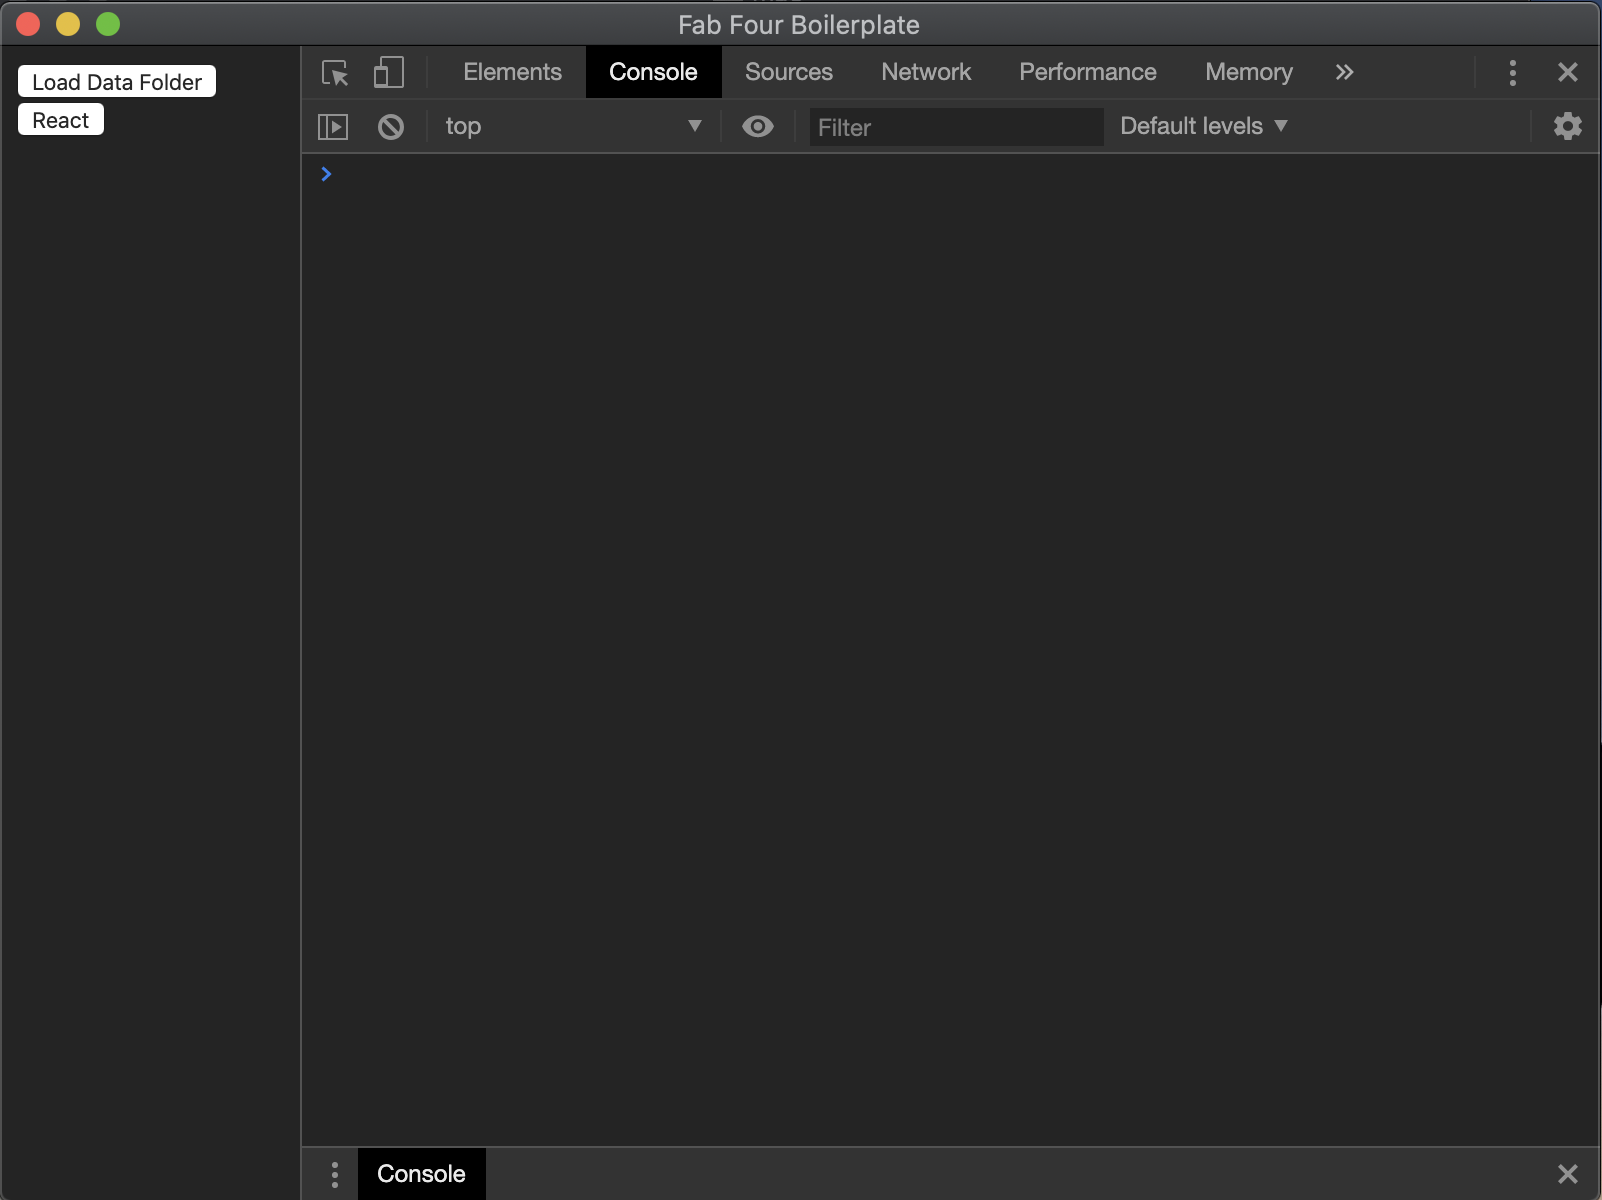 Fab Four Boilerplate
Load Data Folder
React
Elements Console Sources Network Performance Memory
top Filter Default levels
Console